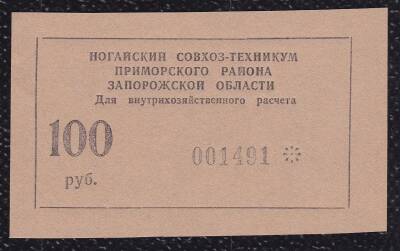 НОГАЙСКИЙ СОВХОЗ-ТЕХНИКУМ
ПРИМОРСКОГО РАЙОНА
ЗАПОРОЖСКОЙ ОБЛАСТИ
Для внутрихозяйственного расчета
100
001491 *
руб.